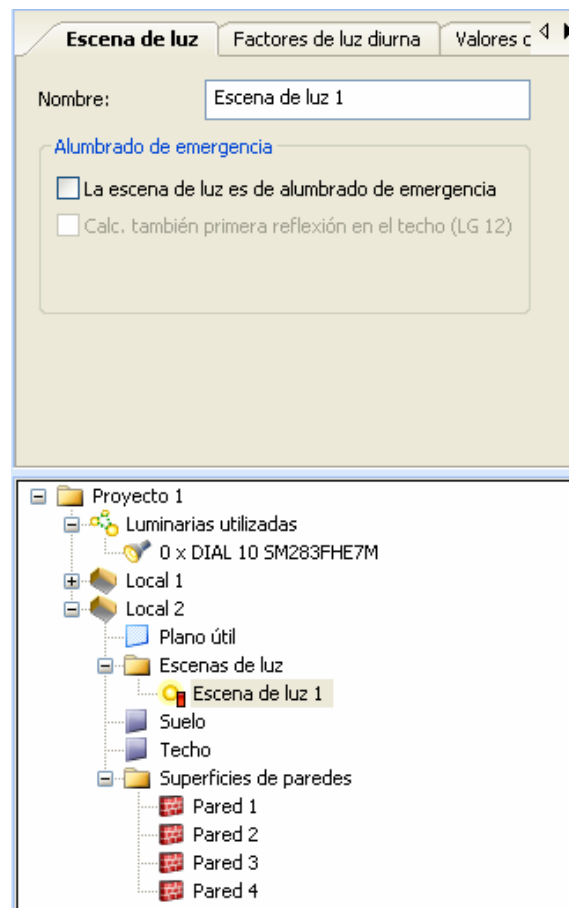 Escena de luz Factores de luz diurna Valores c
Nombre: Escena de luz 1
Alumbrado de emergencia
La escena de luz es de alumbrado de emergencia
Calc. también primera reflexión en el techo (LG 12)
Proyecto 1
Luminarias utilizadas
0 x DIAL 10 SM283FHE7M
Local 1
Local 2
Plano útil
Escenas de luz
Escena de luz 1
Suelo
Techo
Superficies de paredes
Pared 1
Pared 2
Pared 3
Pared 4